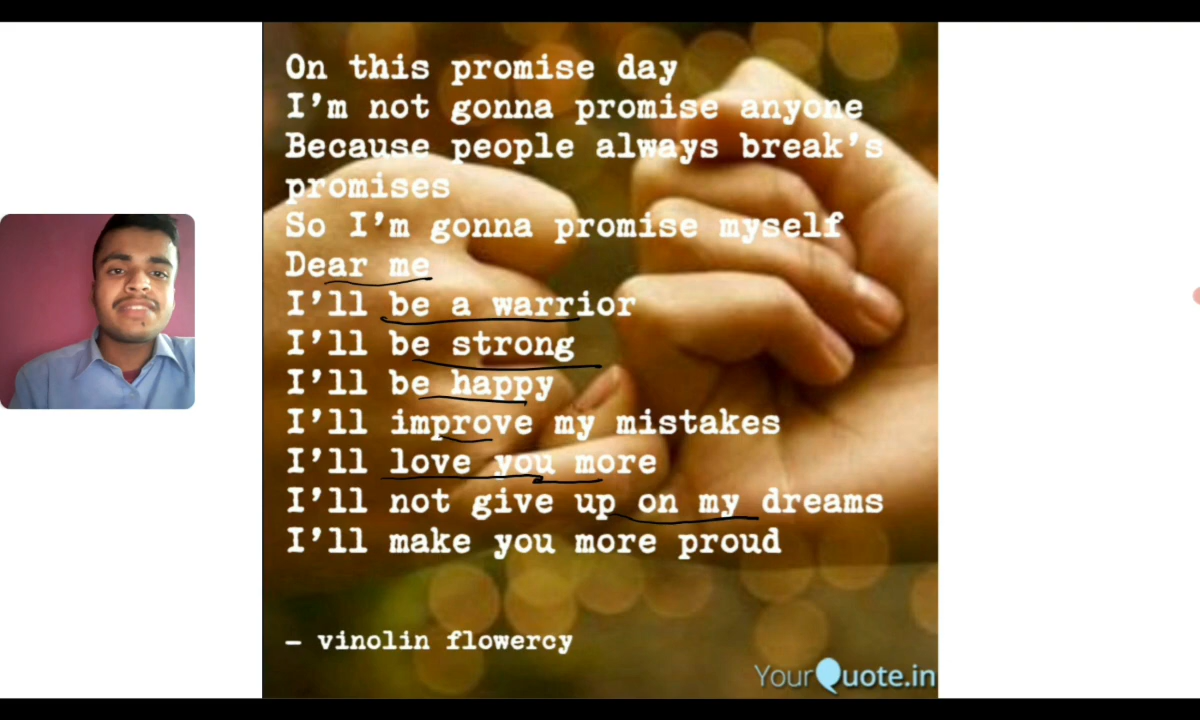 On this promise day
I'm not gonna promise anyone
Because people always break's
promises
So I'm gonna promise myself
Dear me
I'll be a warrior
I'll be strong
I'll be happy
I'll improve my mistakes
I'll love you more
I'll not give up on my dreams
I'll make you more proud
- vinolin flowercy
YourQuote.in